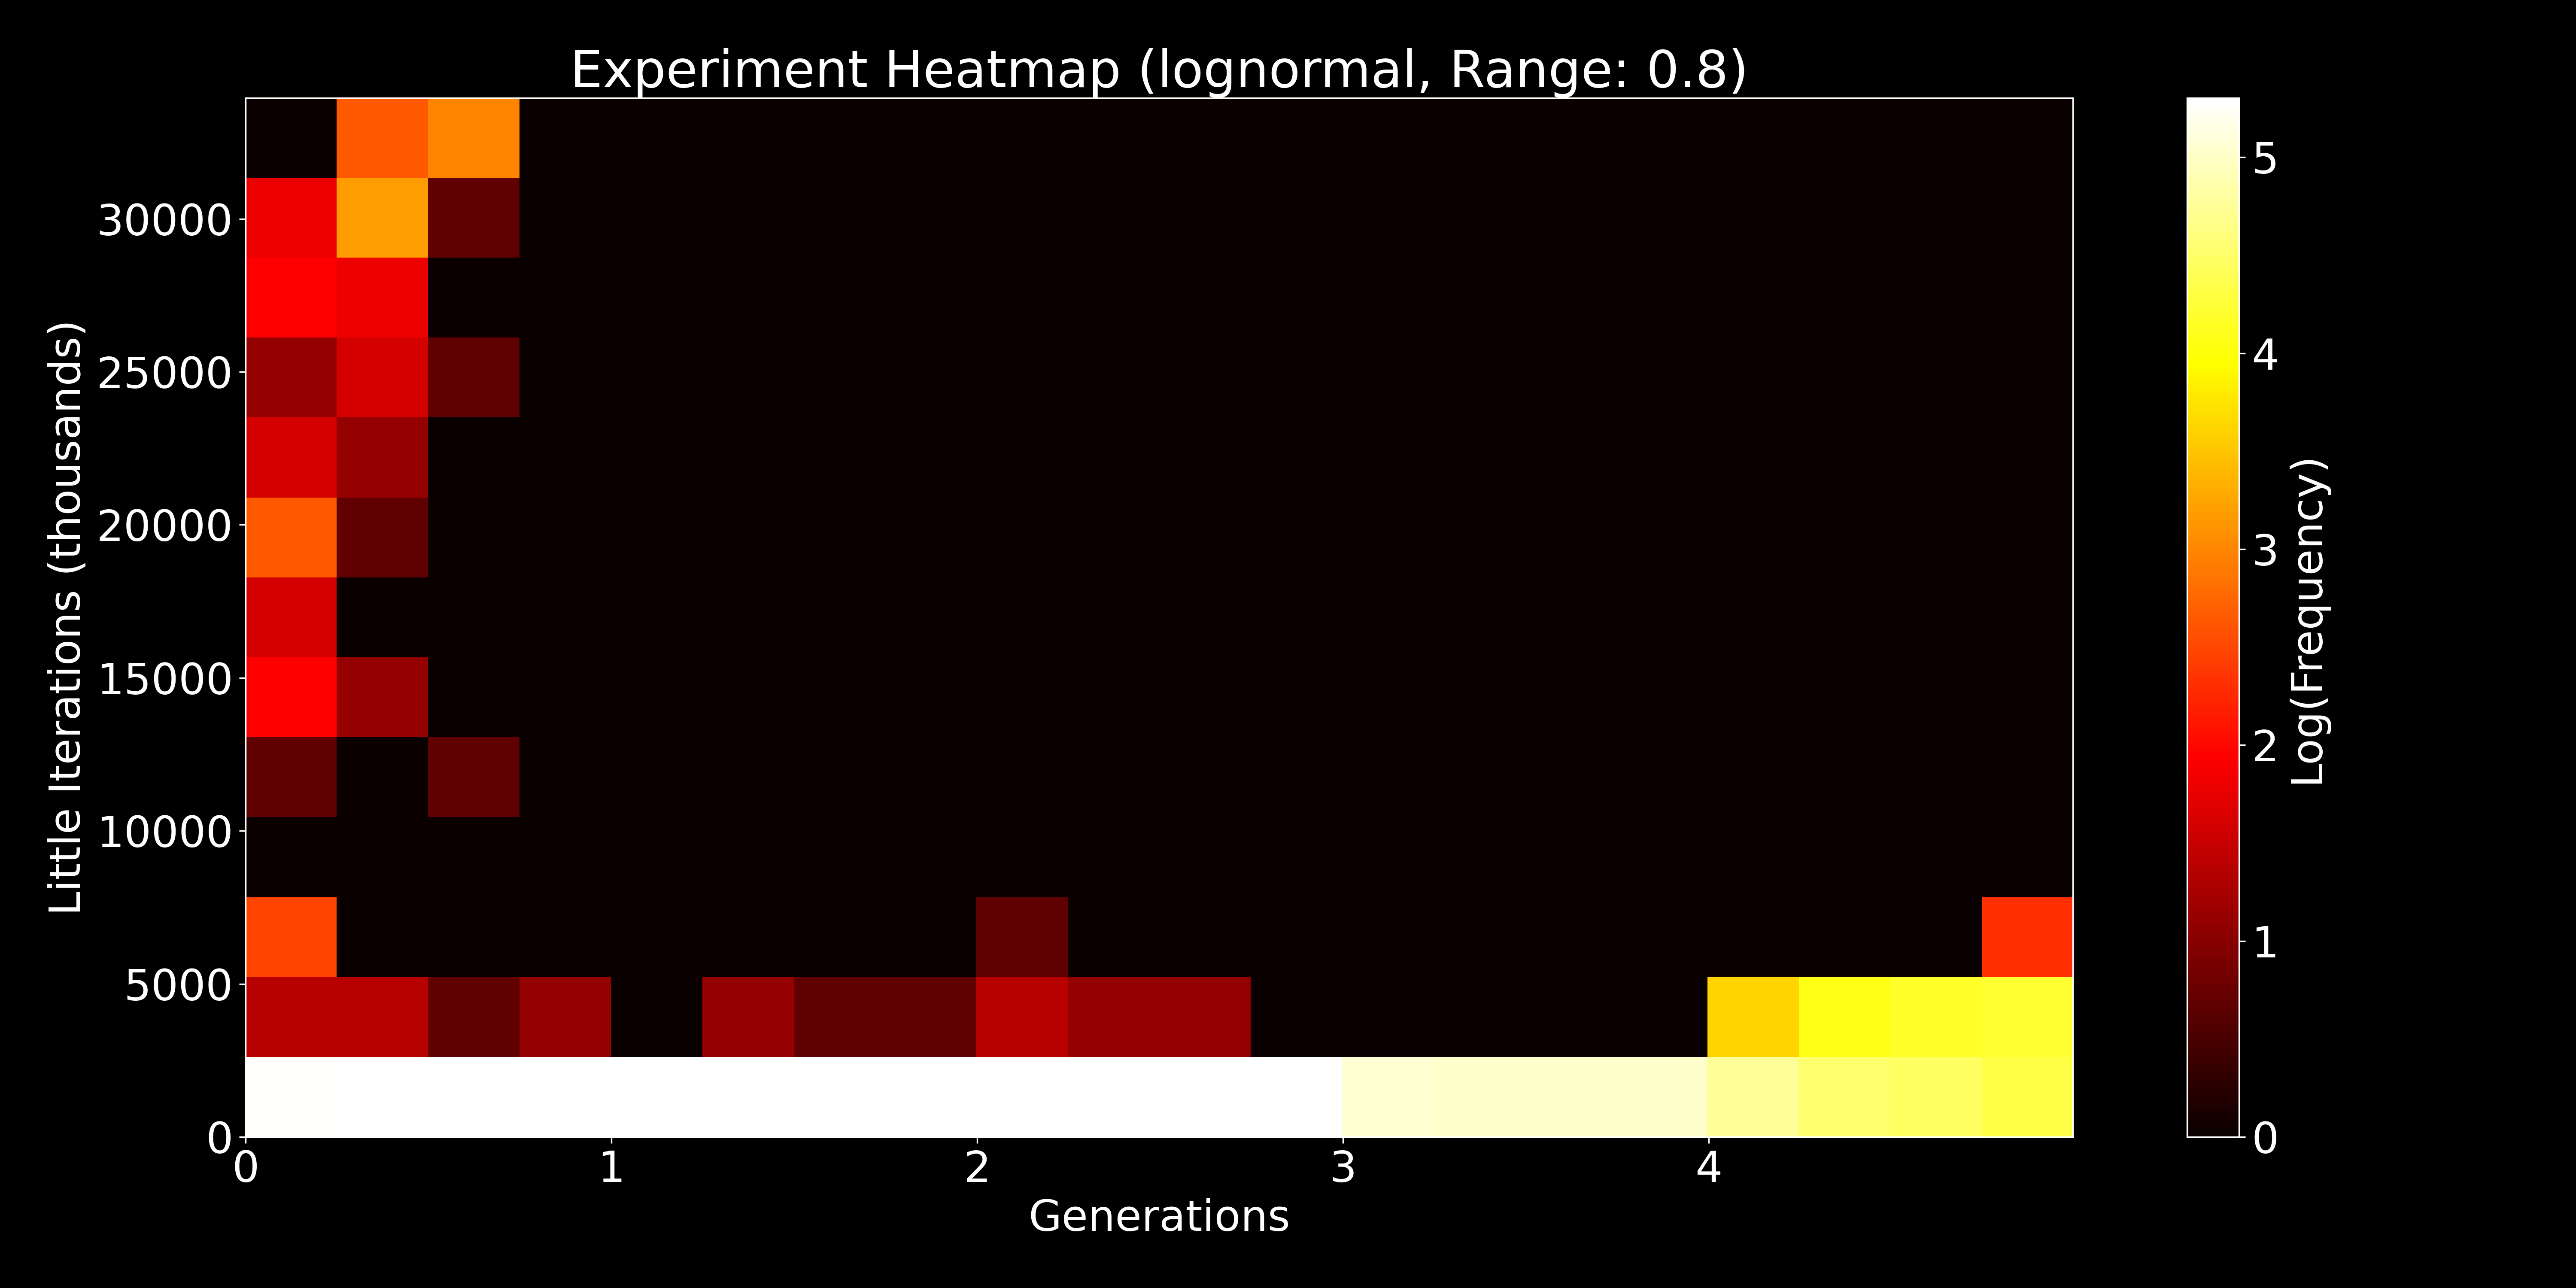 Experiment Heatmap (lognormal, Range: 0.8)
Little Iterations (thousands)
30000
25000
20000
15000
10000
5000
0
0 1 2 3 4
Generations
5
4
3
2
1
0
Log(Frequency)